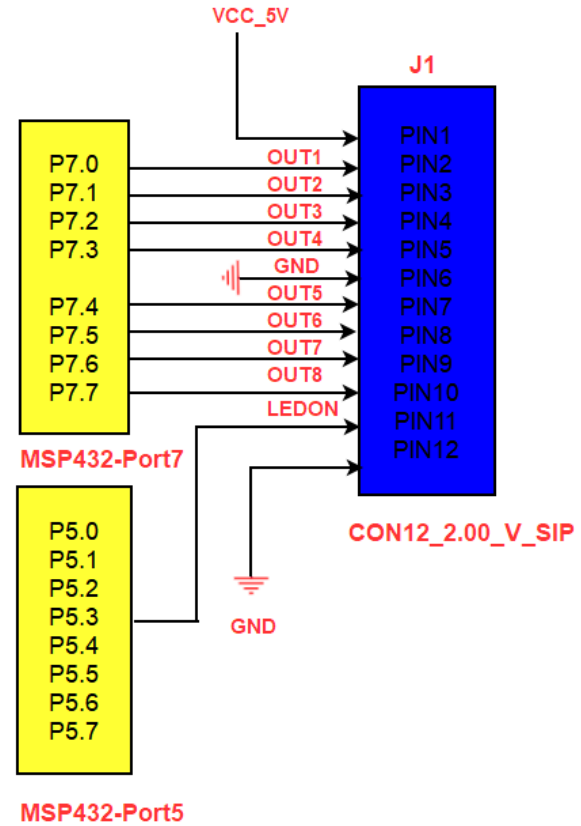 VCC_5V
J1
P7.0
P7.1
P7.2
P7.3
P7.4
P7.5
P7.6
P7.7
MSP432-Port7
OUT1
OUT2
OUT3
OUT4
GND
OUT5
OUT6
OUT7
OUT8
LEDON
PIN1
PIN2
PIN3
PIN4
PIN5
PIN6
PIN7
PIN8
PIN9
PIN10
PIN11
PIN12
CON12_2.00_V_SIP
P5.0
P5.1
P5.2
P5.3
P5.4
P5.5
P5.6
P5.7
GND
MSP432-Port5